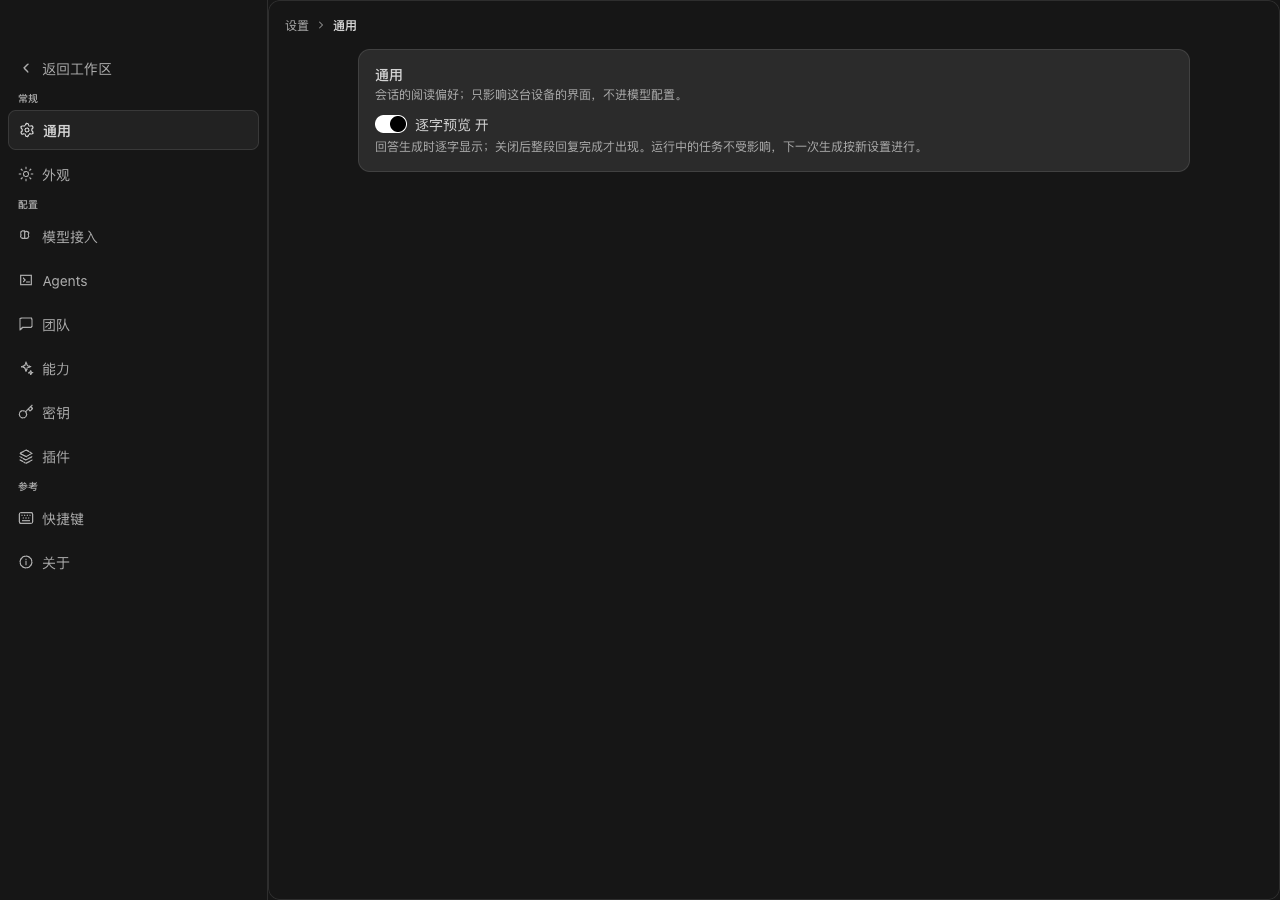 设置 > 通用
返回工作区
常规
通用
外观
配置
模型接入
Agents
团队
能力
密钥
插件
参考
快捷键
关于
通用
会话的阅读偏好；只影响这台设备的界面，不进模型配置。
逐字预览 开
回答生成时逐字显示；关闭后整段回复完成才出现。运行中的任务不受影响，下一次生成按新设置进行。